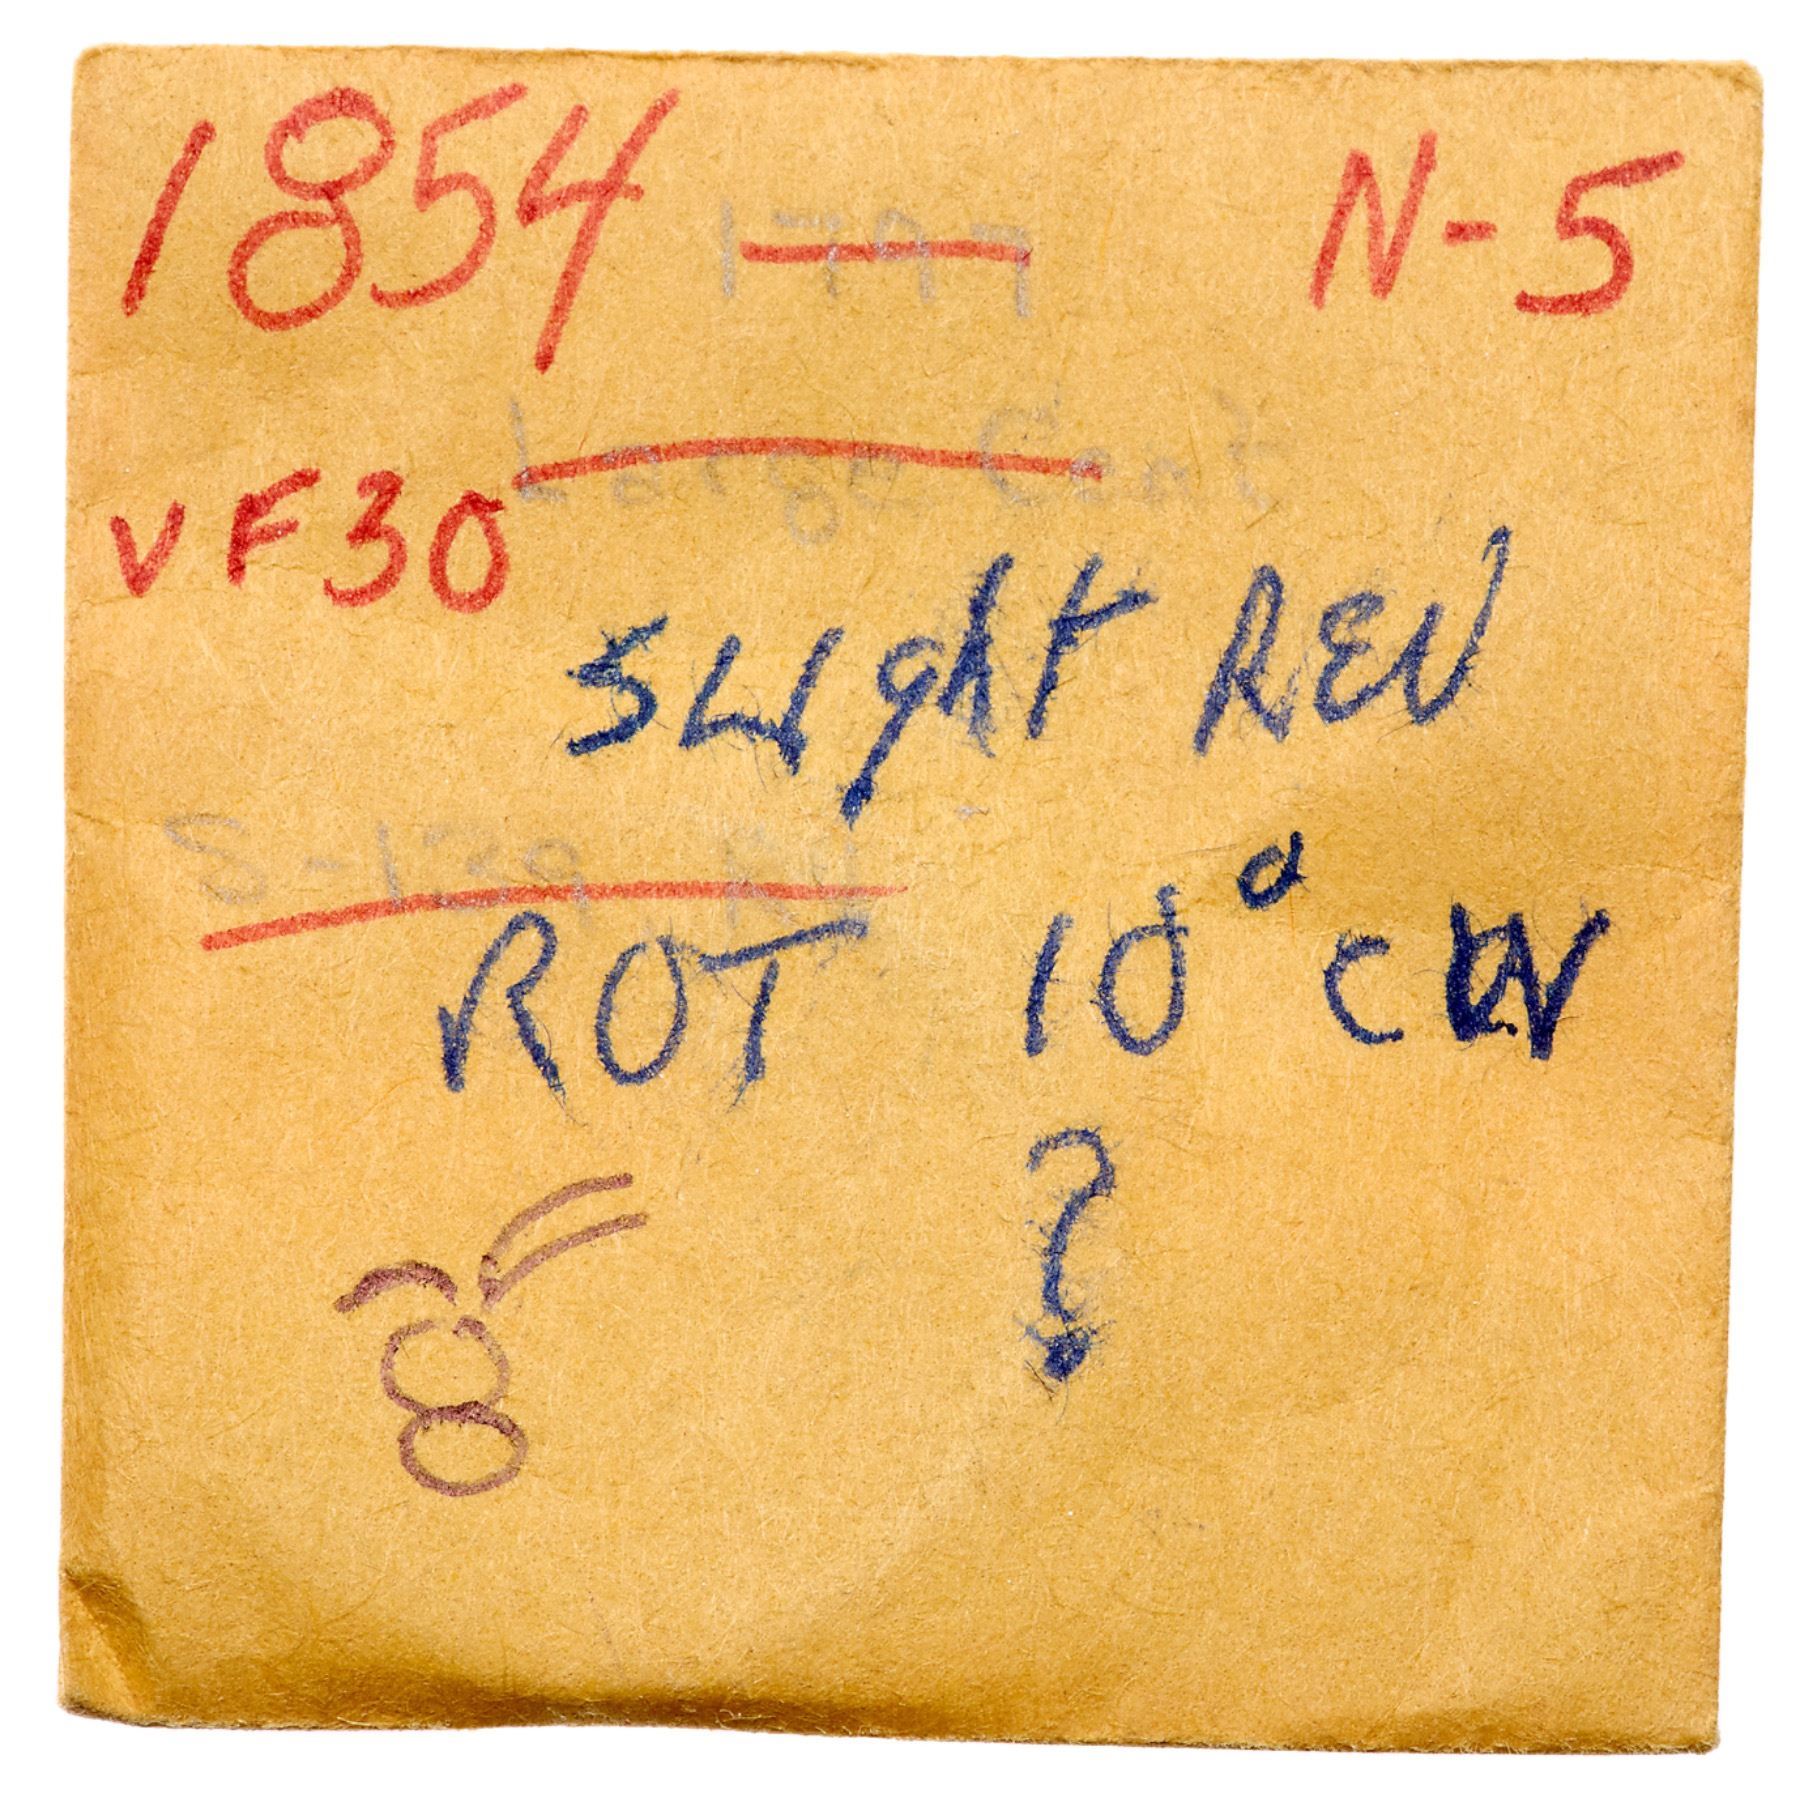 1854 1797 N-5
Large Cent
VF30
SLIght REV
S-139
ROT 10° CW
?